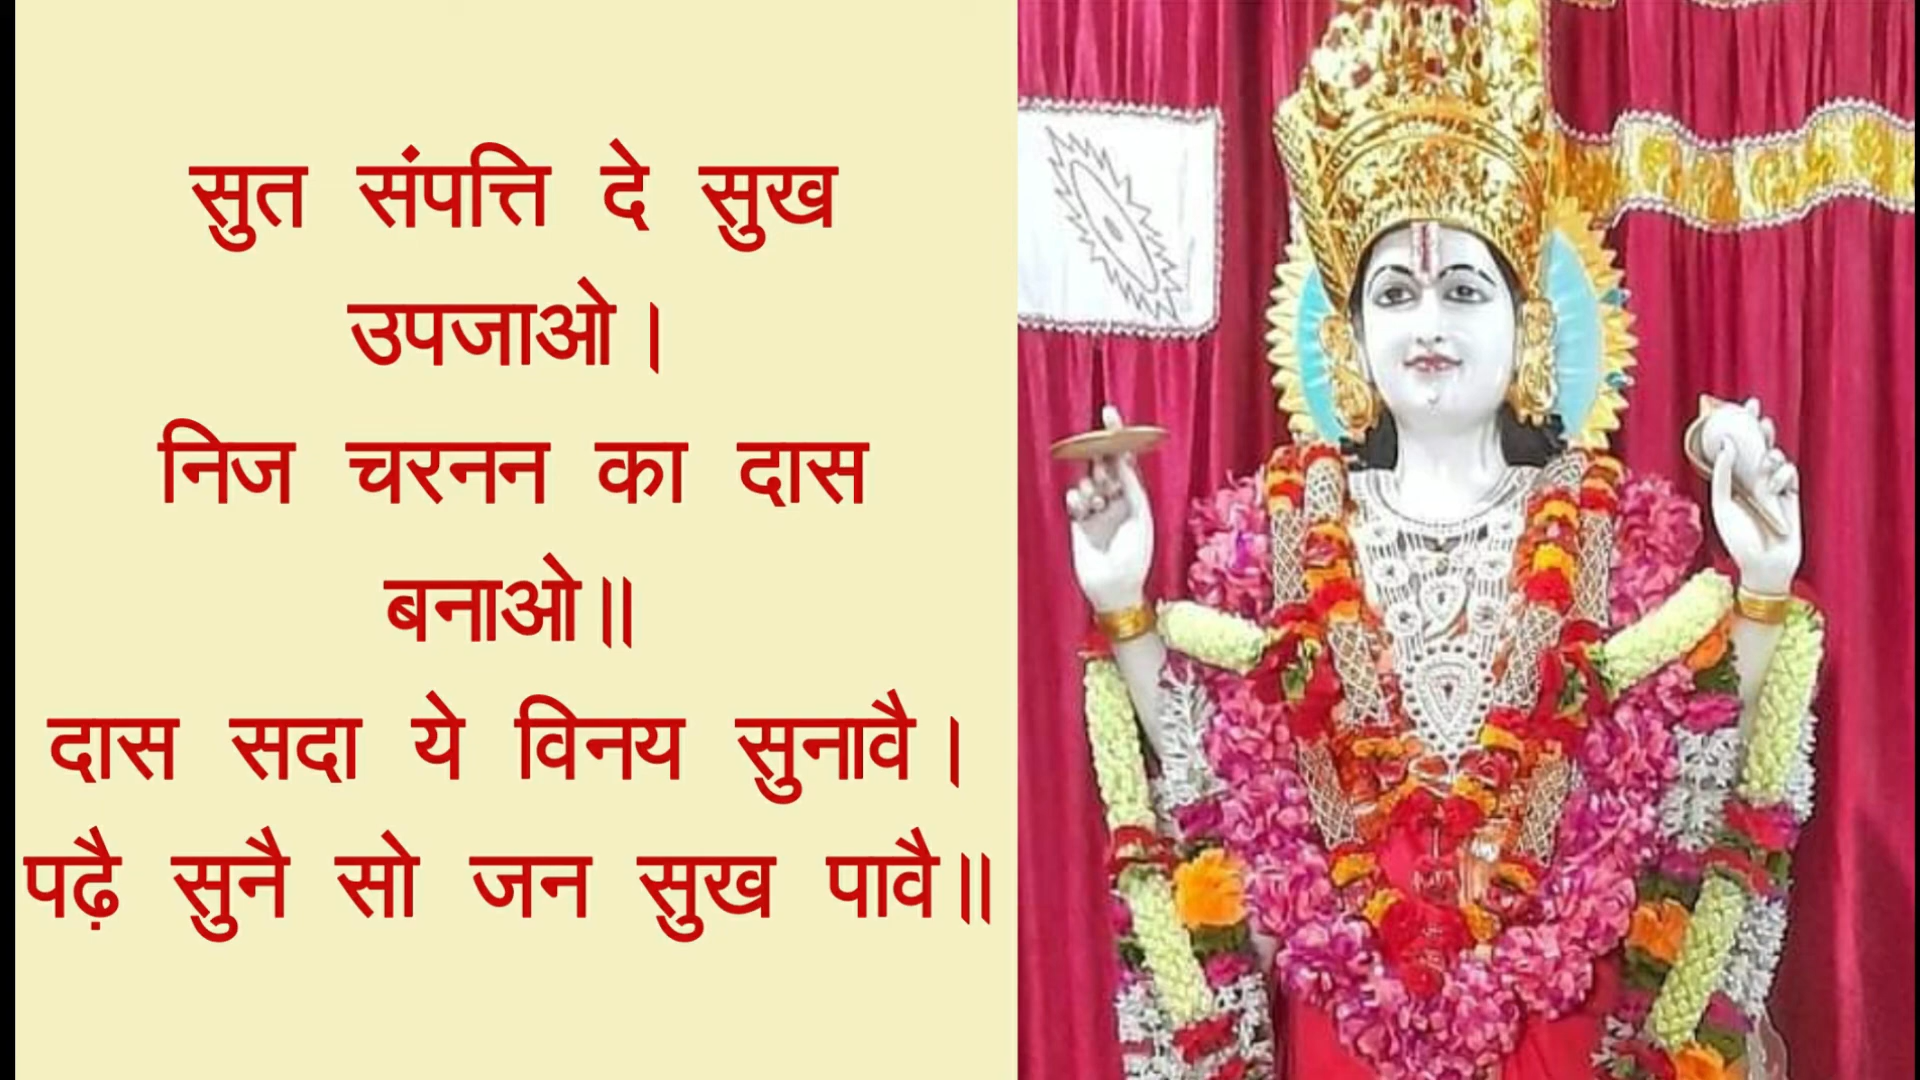 सुत संपत्ति दे सुख
उपजाओ।
निज चरनन का दास
बनाओ॥
दास सदा ये विनय सुनावै।
पढ़ै सुनै सो जन सुख पावै॥